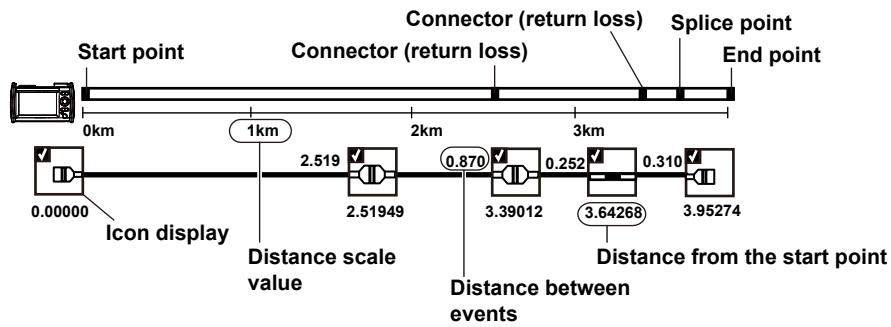 Connector (return loss)
Splice point
Start point
Connector (return loss)
End point
0km
1km
2km
3km
2.519
0.870
0.252
0.310
0.00000
2.51949
3.39012
3.64268
3.95274
Icon display
Distance scale
value
Distance from the start point
Distance between
events